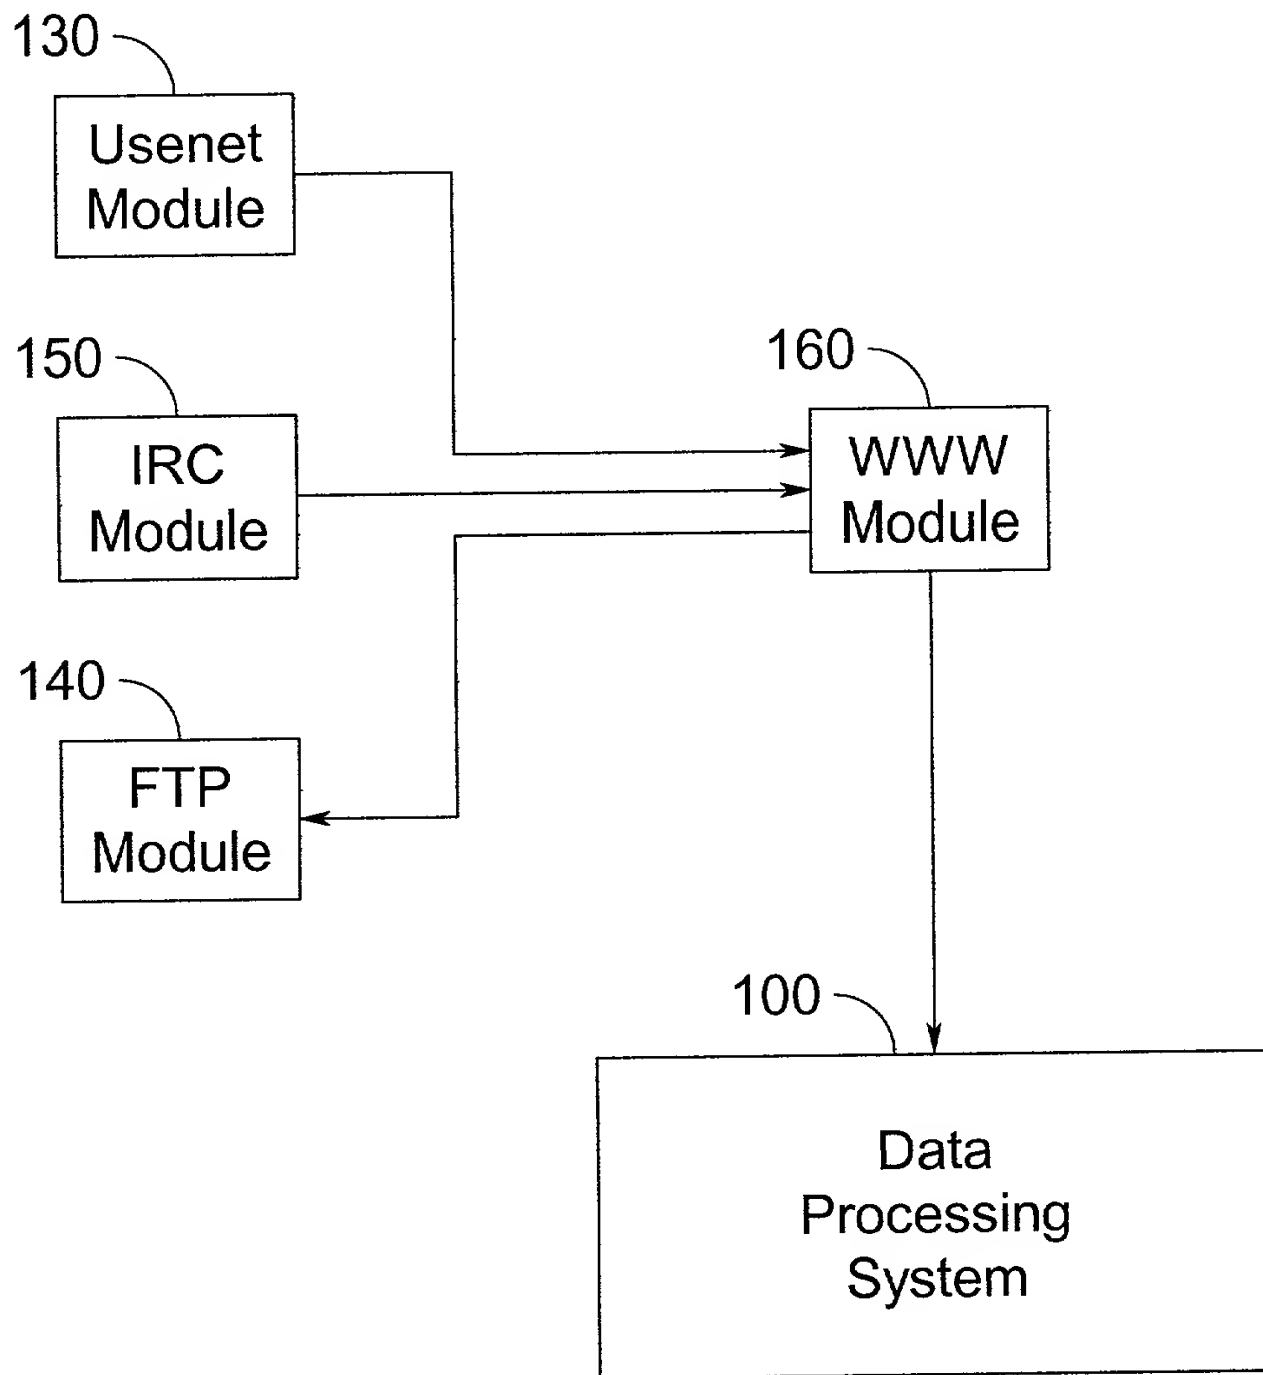 130
Usenet
Module
150
IRC
Module
160
WWW
Module
140
FTP
Module
100
Data
Processing
System